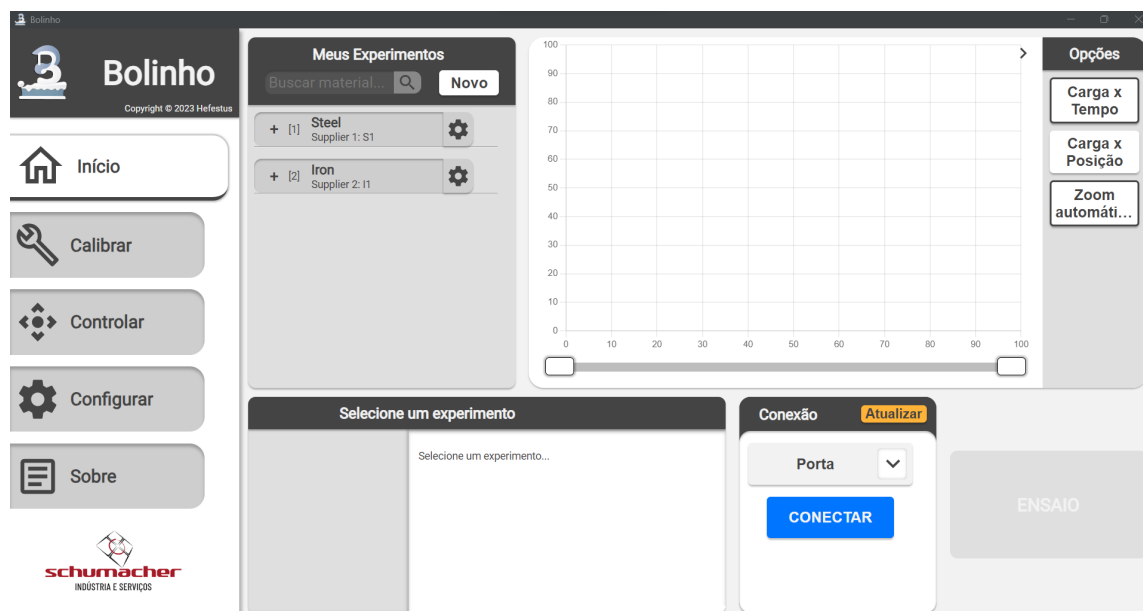 Bolinho
Bolinho
Copyright © 2023 Hefestus
Início
Calibrar
Controlar
Configurar
Sobre
schumacher
INDÚSTRIA E SERVIÇOS
Meus Experimentos
Buscar material...
Novo
+ [1] Steel
Supplier 1: S1
+ [2] Iron
Supplier 2: I1
100
90
80
70
60
50
40
30
20
10
0
0 10 20 30 40 50 60 70 80 90 100
Opções
Carga x
Tempo
Carga x
Posição
Zoom
automáti...
Selecione um experimento
Selecione um experimento...
Conexão
Atualizar
Porta
CONECTAR
ENSAIO